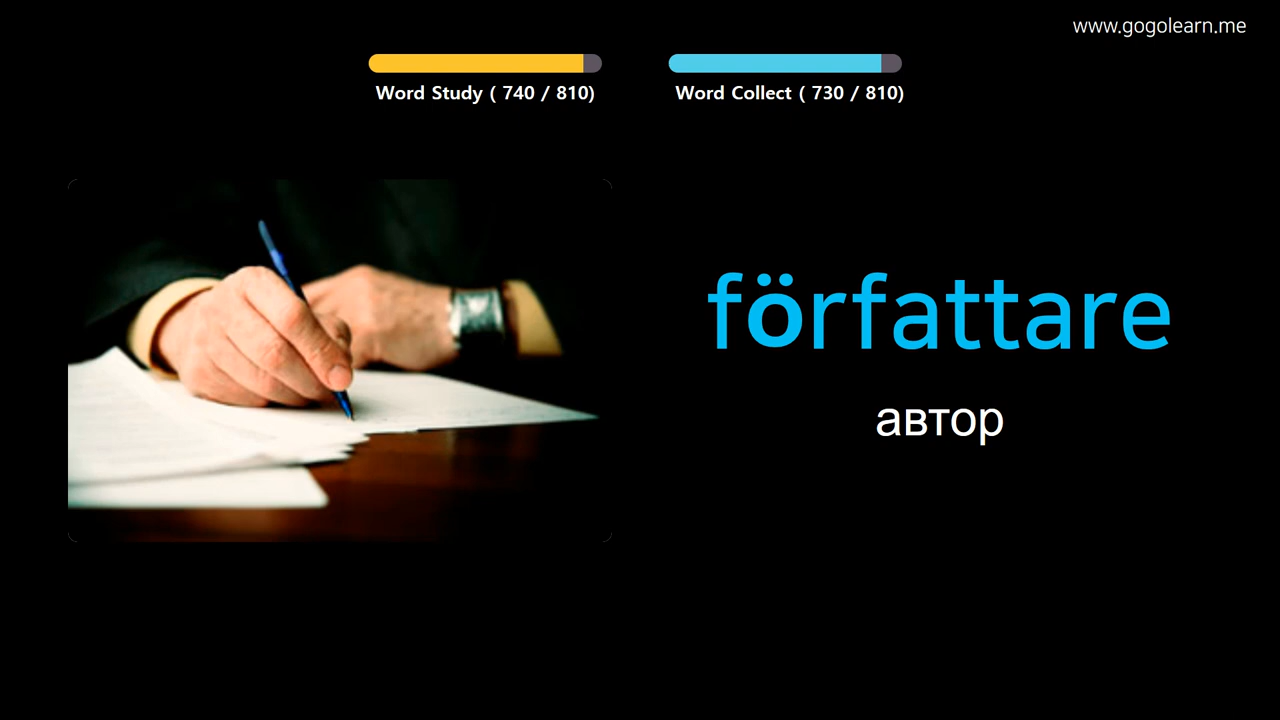 www.gogolearn.me
Word Study ( 740 / 810)
Word Collect ( 730 / 810)
författare
автор